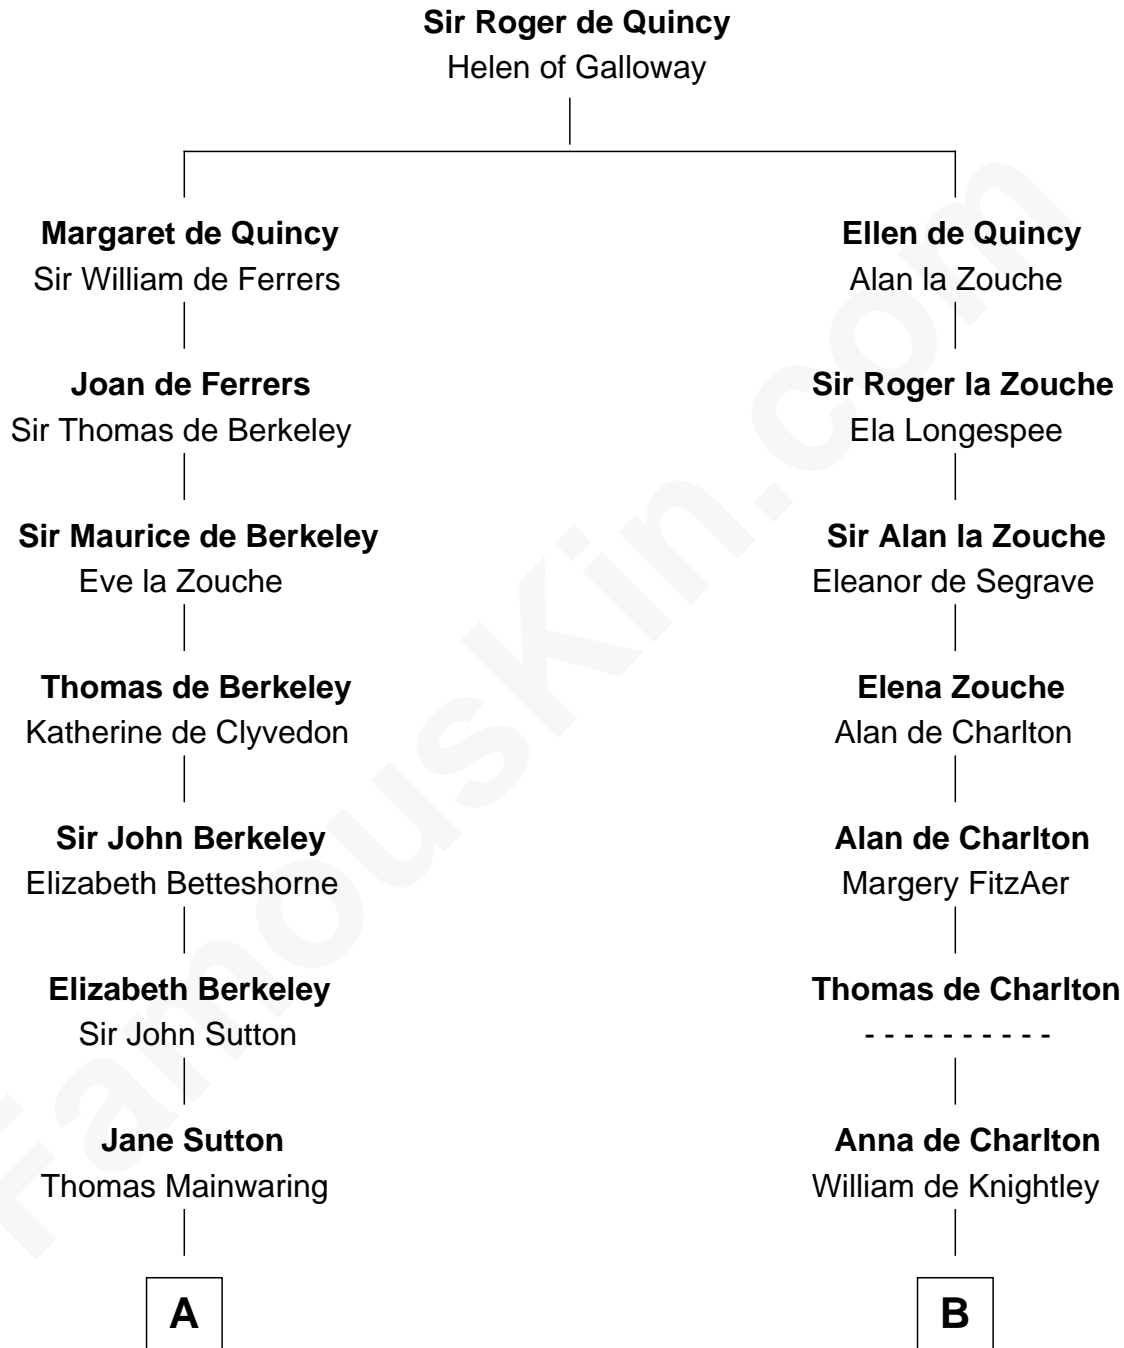 Sir Roger de Quincy
Helen of Galloway
Margaret de Quincy
Sir William de Ferrers
Ellen de Quincy
Alan la Zouche
Joan de Ferrers
Sir Thomas de Berkeley
Sir Roger la Zouche
Ela Longespee
Sir Maurice de Berkeley
Eve la Zouche
Sir Alan la Zouche
Eleanor de Segrave
Thomas de Berkeley
Katherine de Clyvedon
Elena Zouche
Alan de Charlton
Sir John Berkeley
Elizabeth Betteshorne
Alan de Charlton
Margery FitzAer
Elizabeth Berkeley
Sir John Sutton
Thomas de Charlton
- - - - - - - - - -
Jane Sutton
Thomas Mainwaring
Anna de Charlton
William de Knightley
A
B
FamousKin.com